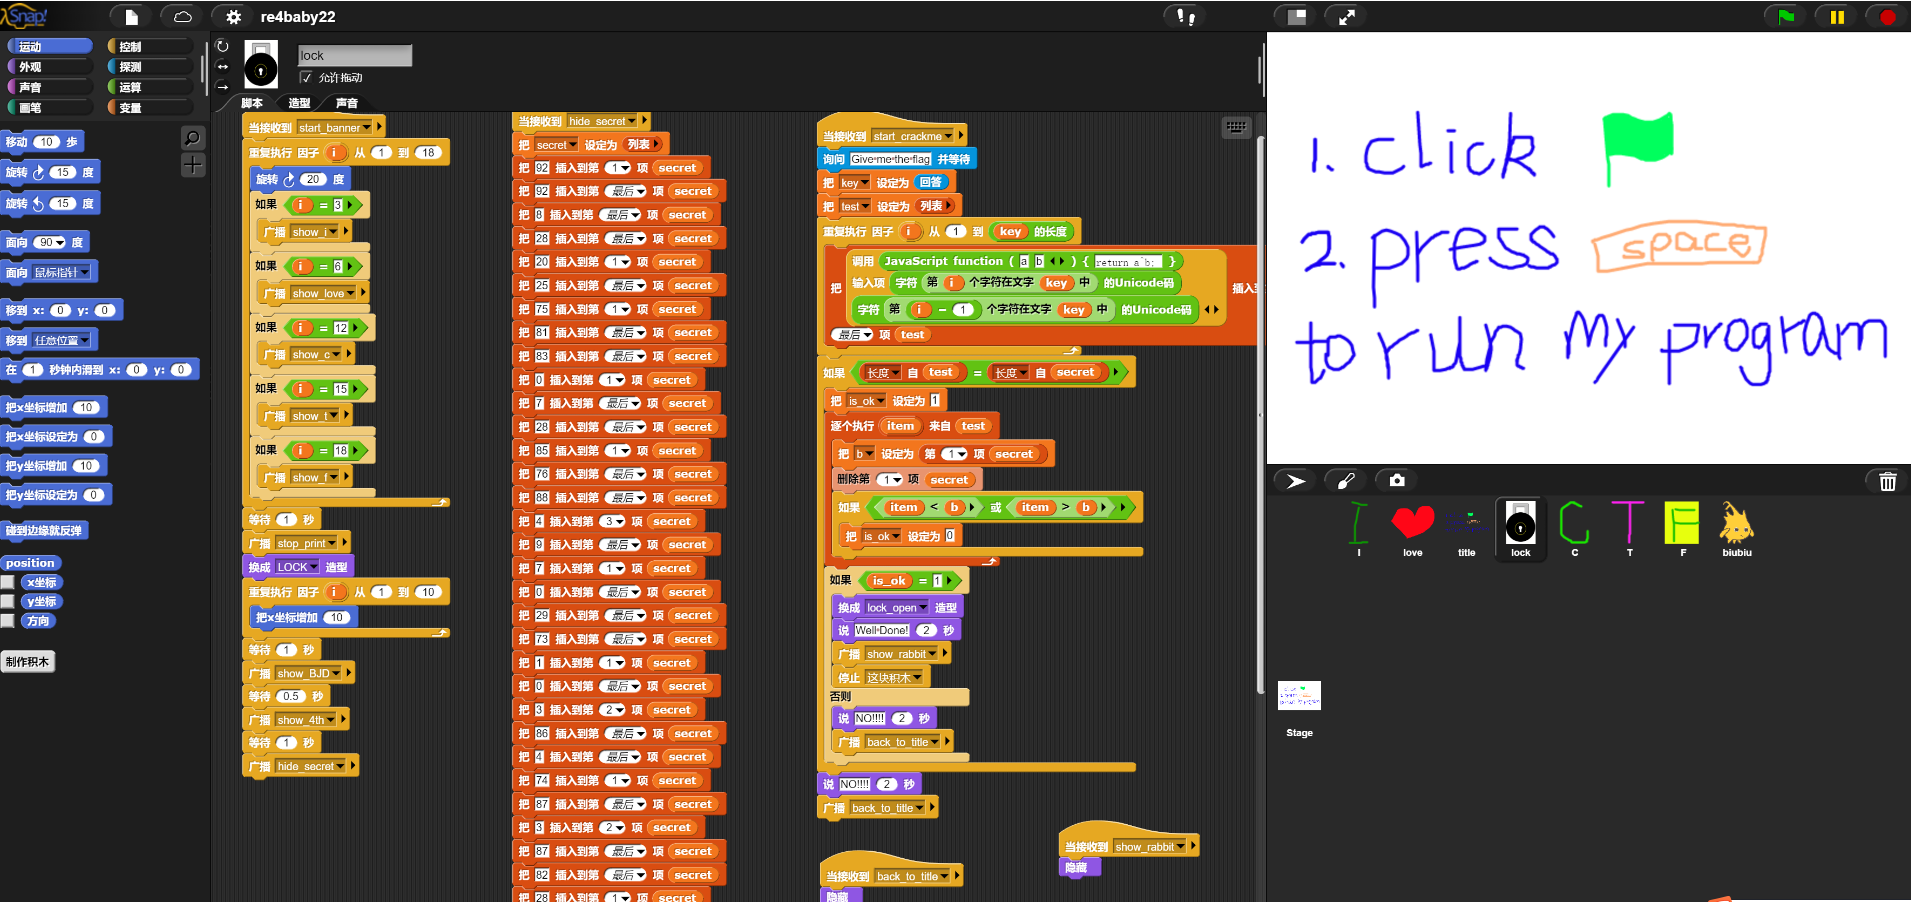 Snap!
re4baby22
运动 控制
外观 探测
声音 运算
画笔 变量
移动 10 步
旋转 15 度
旋转 15 度
面向 90 度
面向 鼠标指针
移到 x: 0 y: 0
移到 任意位置
在 1 秒钟内滑到 x: 0 y: 0
把x坐标增加 10
把x坐标设定为 0
把y坐标增加 10
把y坐标设定为 0
碰到边缘就反弹
position
x坐标
y坐标
方向
制作积木
lock
允许拖动
脚本 造型 声音
当接收到 start_banner
重复执行 因子 i 从 1 到 18
旋转 20 度
如果 i = 3
广播 show_i
如果 i = 6
广播 show_love
如果 i = 12
广播 show_c
如果 i = 15
广播 show_t
如果 i = 18
广播 show_f
等待 1 秒
广播 stop_print
换成 LOCK 造型
重复执行 因子 i 从 1 到 10
把x坐标增加 10
等待 1 秒
广播 show_BJD
等待 0.5 秒
广播 show_4th
等待 1 秒
广播 hide_secret
当接收到 hide_secret
把 secret 设定为 列表
把 92 插入到第 1 项 secret
把 92 插入到第 最后 项 secret
把 8 插入到第 最后 项 secret
把 28 插入到第 最后 项 secret
把 20 插入到第 1 项 secret
把 25 插入到第 最后 项 secret
把 75 插入到第 1 项 secret
把 81 插入到第 最后 项 secret
把 83 插入到第 最后 项 secret
把 0 插入到第 1 项 secret
把 7 插入到第 最后 项 secret
把 28 插入到第 最后 项 secret
把 85 插入到第 1 项 secret
把 76 插入到第 最后 项 secret
把 88 插入到第 最后 项 secret
把 4 插入到第 3 项 secret
把 9 插入到第 最后 项 secret
把 7 插入到第 1 项 secret
把 0 插入到第 最后 项 secret
把 29 插入到第 最后 项 secret
把 73 插入到第 最后 项 secret
把 1 插入到第 1 项 secret
把 0 插入到第 最后 项 secret
把 3 插入到第 2 项 secret
把 86 插入到第 最后 项 secret
把 4 插入到第 最后 项 secret
把 74 插入到第 1 项 secret
把 87 插入到第 最后 项 secret
把 3 插入到第 2 项 secret
把 87 插入到第 最后 项 secret
把 82 插入到第 最后 项 secret
把 28 插入到第 1 项 secret
当接收到 start_crackme
询问 Give·me·the·flag 并等待
把 key 设定为 回答
把 test 设定为 列表
重复执行 因子 i 从 1 到 key 的长度
调用 JavaScript function ( a b ) { return a^b; }
把 输入项 字符 第 i 个字符在文字 key 中 的Unicode码 插入到
字符 第 i − 1 个字符在文字 key 中 的Unicode码
最后 项 test
如果 长度 自 test = 长度 自 secret
把 is_ok 设定为 1
逐个执行 item 来自 test
把 b 设定为 第 1 项 secret
删除第 1 项 secret
如果 item < b 或 item > b
把 is_ok 设定为 0
如果 is_ok = 1
换成 lock_open 造型
说 Well·Done! 2 秒
广播 show_rabbit
停止 这块积木
否则
说 NO!!!! 2 秒
广播 back_to_title
说 NO!!!! 2 秒
广播 back_to_title
当接收到 back_to_title
隐藏
当接收到 show_rabbit
隐藏
1. click
2. press space
to run my program
I love title lock C T F biubiu
Stage